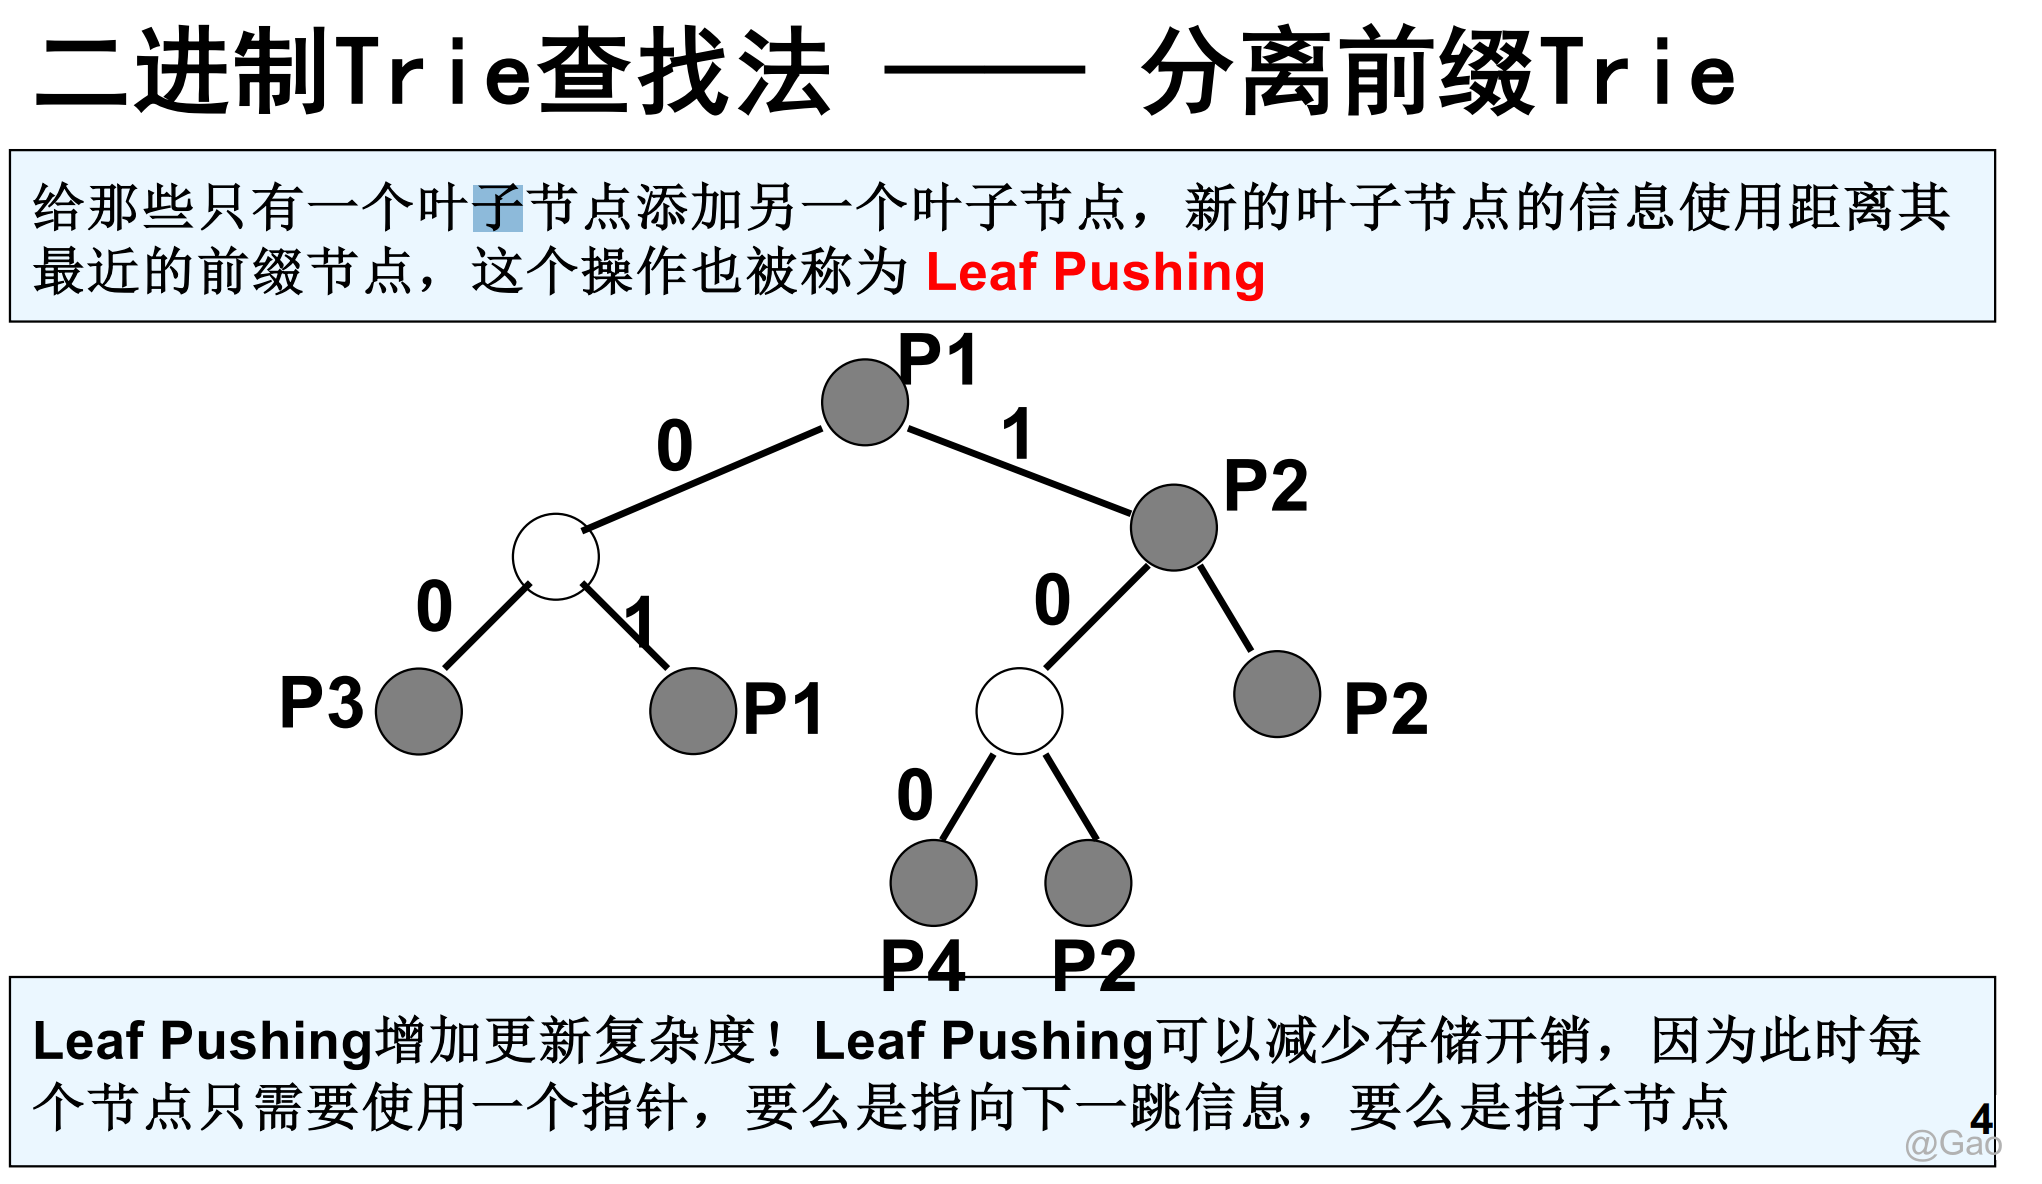 二进制Trie查找法 —— 分离前缀Trie
给那些只有一个叶子节点添加另一个叶子节点，新的叶子节点的信息使用距离其
最近的前缀节点，这个操作也被称为 Leaf Pushing
P1
0
1
P2
0
1
0
P3
P1
P2
0
P4
P2
Leaf Pushing增加更新复杂度！Leaf Pushing可以减少存储开销，因为此时每
个节点只需要使用一个指针，要么是指向下一跳信息，要么是指子节点
4
@Gao